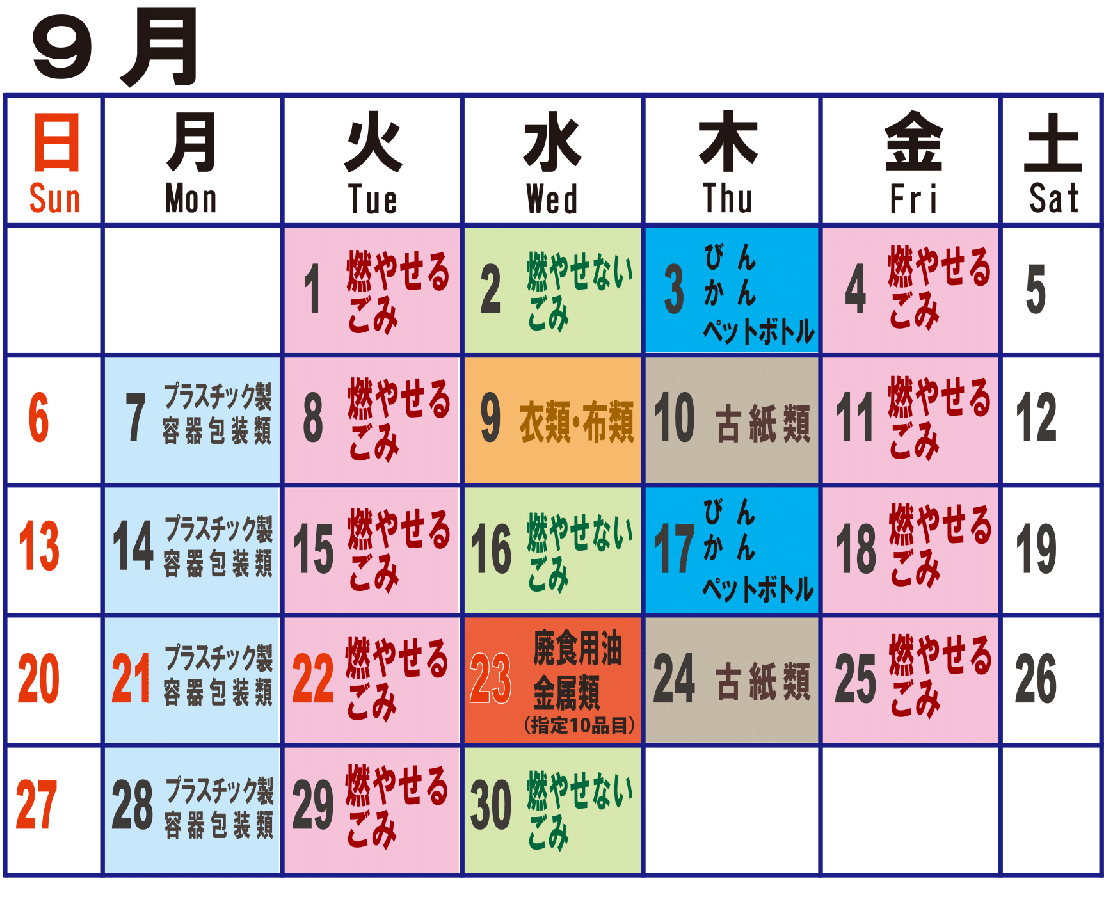 9月
日 月 火 水 木 金 土
Sun Mon Tue Wed Thu Fri Sat
1 燃やせる
ごみ
2 燃やせない
ごみ
3 びん
かん
ペットボトル
4 燃やせる
ごみ
5
6
7 プラスチック製
容器包装類
8 燃やせる
ごみ
9 衣類・布類
10 古紙類
11 燃やせる
ごみ
12
13
14 プラスチック製
容器包装類
15 燃やせる
ごみ
16 燃やせない
ごみ
17 びん
かん
ペットボトル
18 燃やせる
ごみ
19
20
21 プラスチック製
容器包装類
22 燃やせる
ごみ
23 廃食用油
金属類
(指定10品目)
24 古紙類
25 燃やせる
ごみ
26
27
28 プラスチック製
容器包装類
29 燃やせる
ごみ
30 燃やせない
ごみ